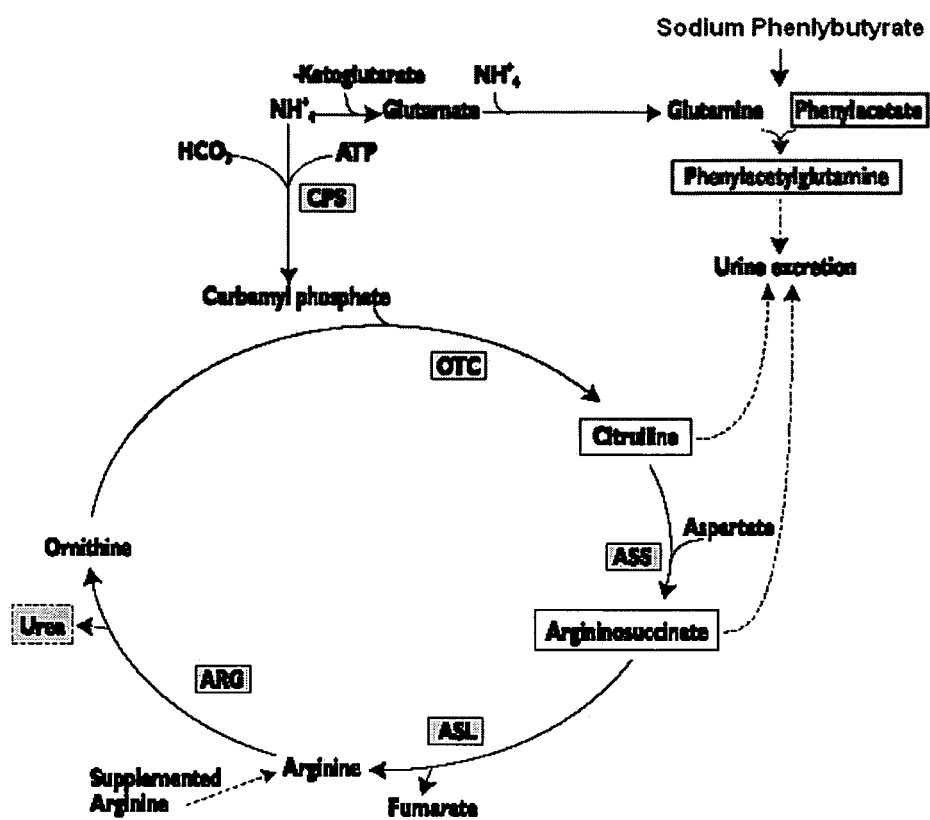 Sodium Phenlybutyrate
-Ketoglutarate
NH⁺₄
NH⁺₄
Glutamate
Glutamine
Phenylacetate
HCO₃
ATP
Phenylacetylglutamine
CPS
Urine excretion
Carbamyl phosphate
OTC
Citrulline
Aspartate
Ornithine
ASS
Urea
Argininosuccinate
ARG
ASL
Arginine
Supplemented
Arginine
Fumarate